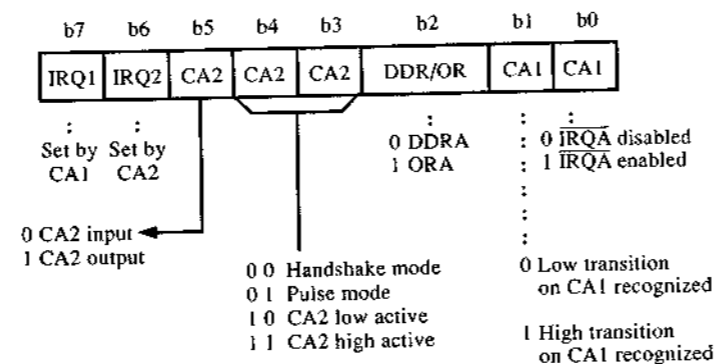 b7 b6 b5 b4 b3 b2 b1 b0
IRQ1 IRQ2 CA2 CA2 CA2 DDR/OR CA1 CA1
: : : : :
Set by Set by
CA1 CA2
0 DDRA
1 ORA
: 0 IRQA disabled
: 1 IRQA enabled
:
:
:
:
0 CA2 input
1 CA2 output
0 0 Handshake mode
0 1 Pulse mode
1 0 CA2 low active
1 1 CA2 high active
0 Low transition
on CA1 recognized
1 High transition
on CA1 recognized